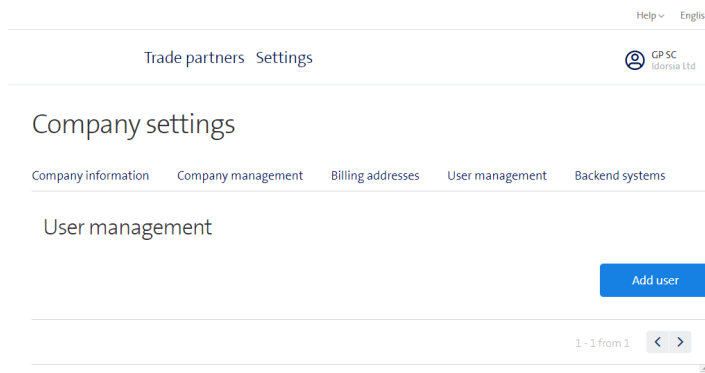 Help Englis
Trade partners Settings
GP SC
Idorsia Ltd
Company settings
Company information Company management Billing addresses User management Backend systems
User management
Add user
1 - 1 from 1